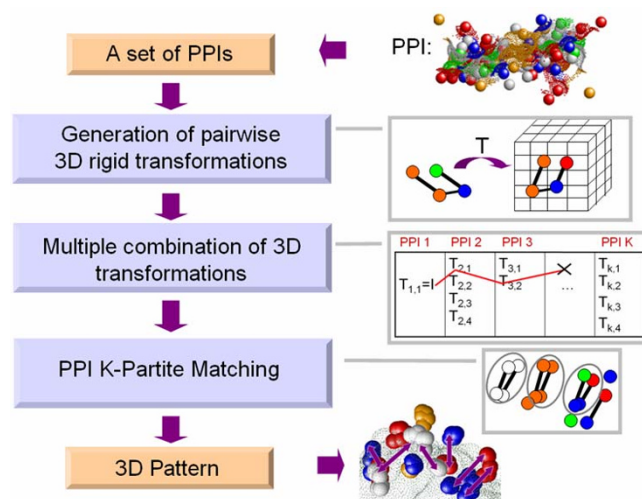 A set of PPIs
PPI:
Generation of pairwise
3D rigid transformations
T
Multiple combination of 3D
transformations
PPI 1 PPI 2 PPI 3 PPI K
T2,1 T3,1 Tk,1
T1,1=I T2,2 T3,2 ... Tk,2
T2,3 Tk,3
T2,4 Tk,4
PPI K-Partite Matching
3D Pattern